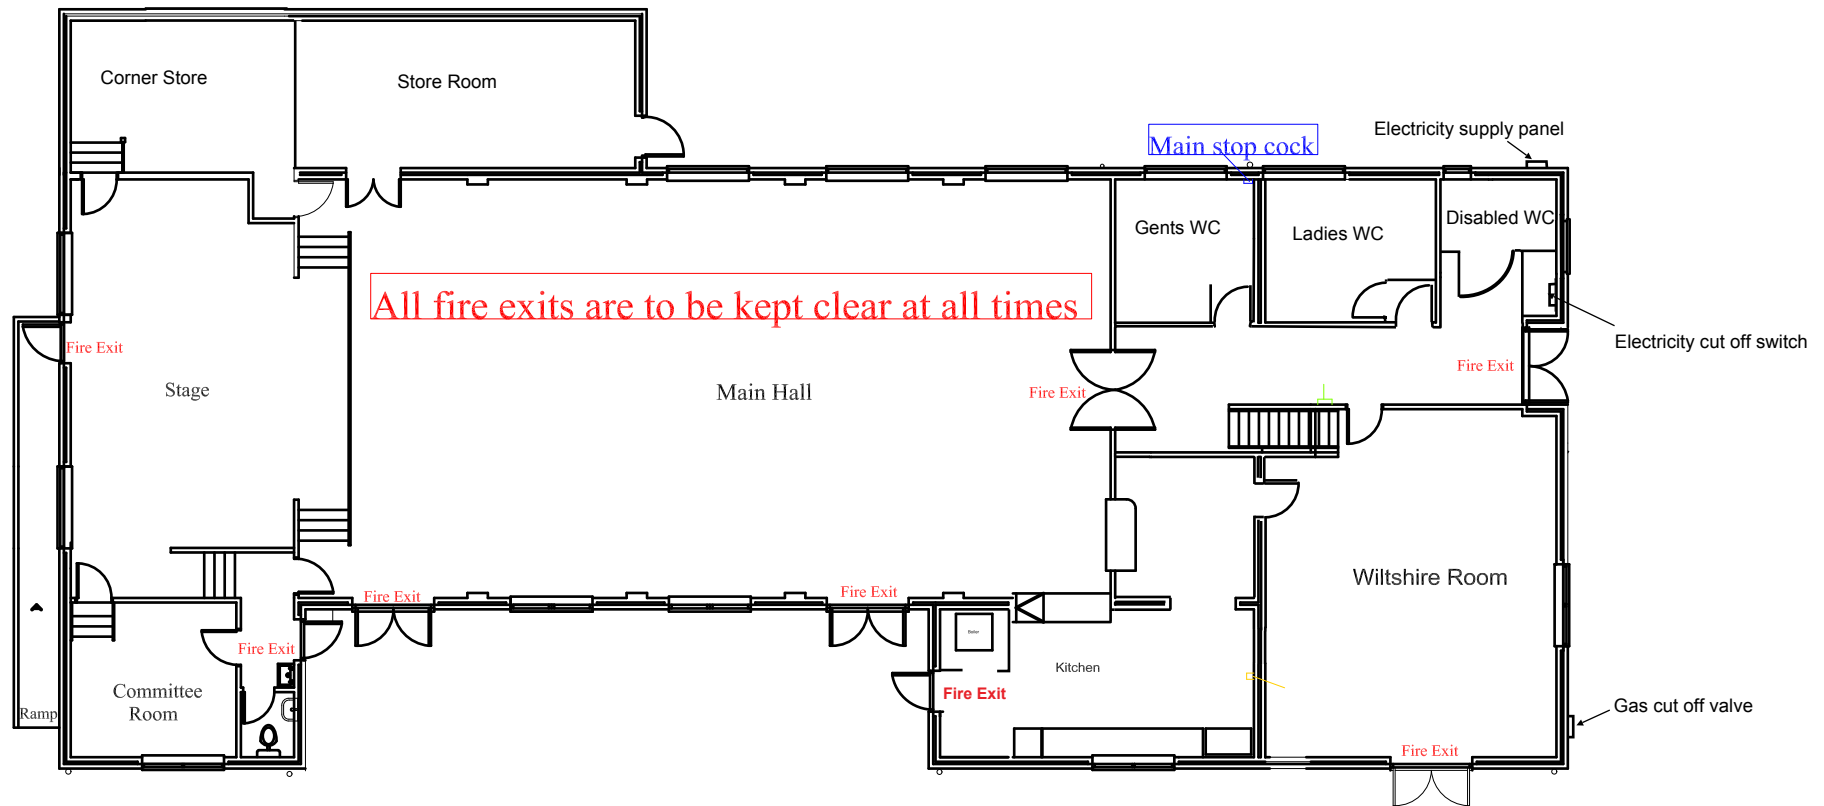 Corner Store
Store Room
Electricity supply panel
Main stop cock
Gents WC
Ladies WC
Disabled WC
All fire exits are to be kept clear at all times
Electricity cut off switch
Fire Exit
Fire Exit
Stage
Main Hall
Fire Exit
Wiltshire Room
Fire Exit
Fire Exit
Boiler
Fire Exit
Kitchen
Committee
Room
Fire Exit
Ramp
Gas cut off valve
Fire Exit